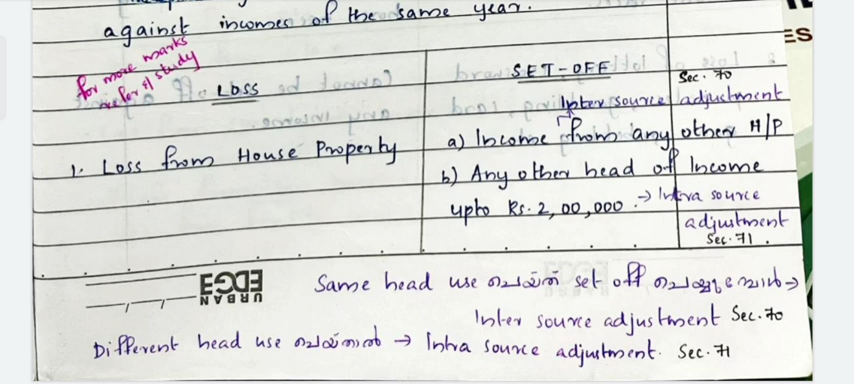 against incomes of the same year.
for more marks
refer & study
LOSS
SET-OFF
Sec. 70
Inter source adjustment
1. Loss from House Property
a) Income from any other H/P
b) Any other head of Income
upto Rs. 2,00,000 → Intra source
adjustment
Sec. 71.
ES
URBAN
EDGE
Same head use ചെയ്ത് set off ചെയ്യുമ്പോൾ →
Inter source adjustment Sec. 70
Different head use ചെയ്താൽ → Intra source adjustment. Sec. 71